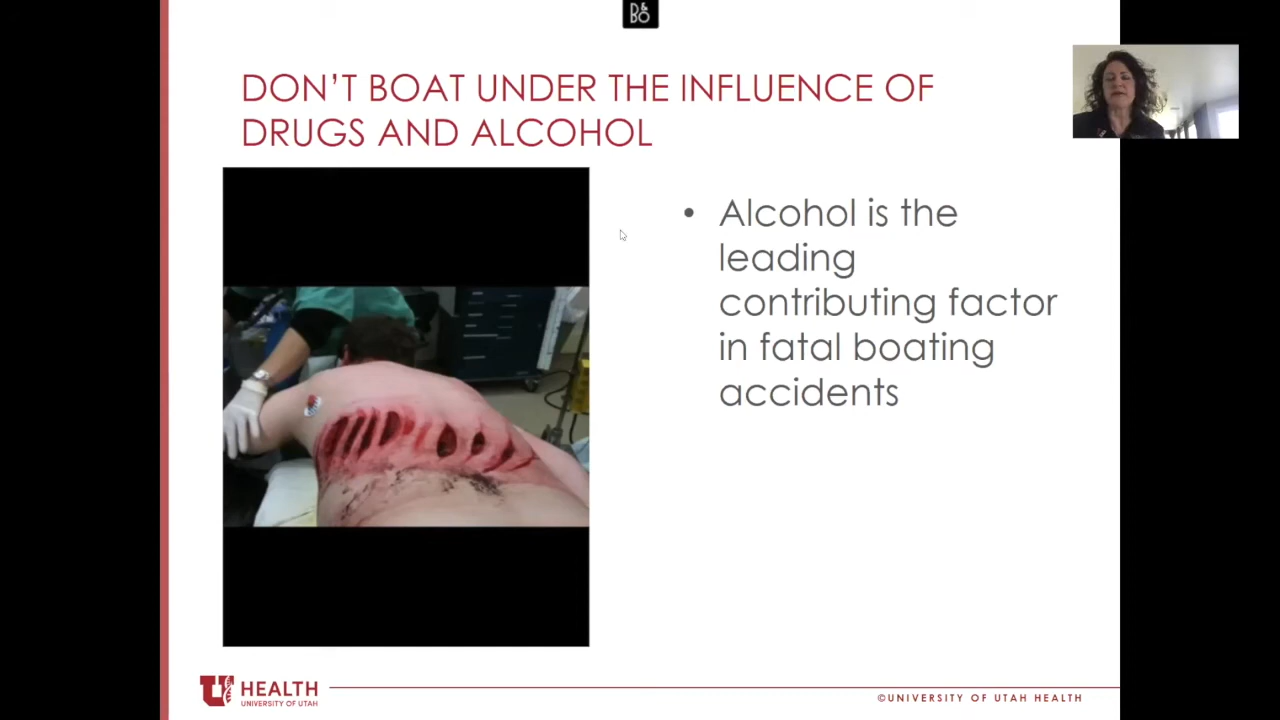 B&O
DON'T BOAT UNDER THE INFLUENCE OF
DRUGS AND ALCOHOL
• Alcohol is the
leading
contributing factor
in fatal boating
accidents
U HEALTH
UNIVERSITY OF UTAH
©UNIVERSITY OF UTAH HEALTH